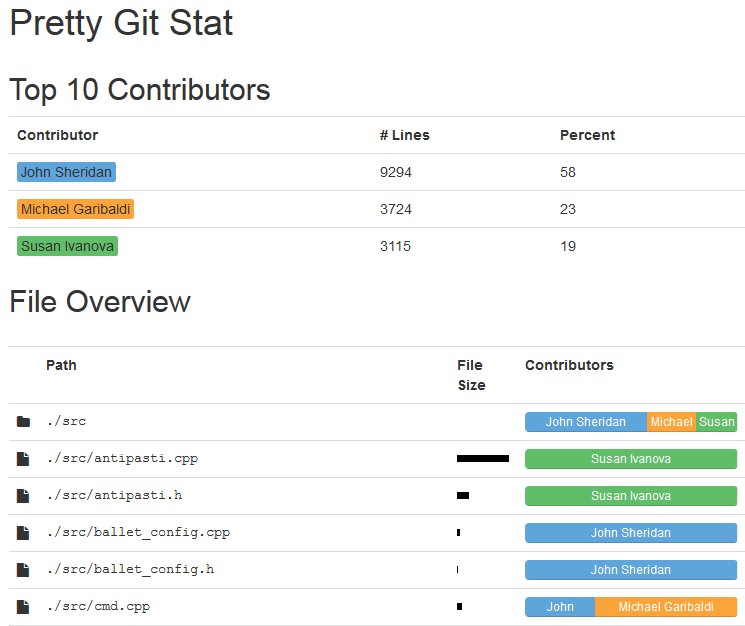 Pretty Git Stat
Top 10 Contributors
Contributor # Lines Percent
John Sheridan 9294 58
Michael Garibaldi 3724 23
Susan Ivanova 3115 19
File Overview
Path File Size Contributors
./src John Sheridan Michael Susan
./src/antipasti.cpp Susan Ivanova
./src/antipasti.h Susan Ivanova
./src/ballet_config.cpp John Sheridan
./src/ballet_config.h John Sheridan
./src/cmd.cpp John Michael Garibaldi